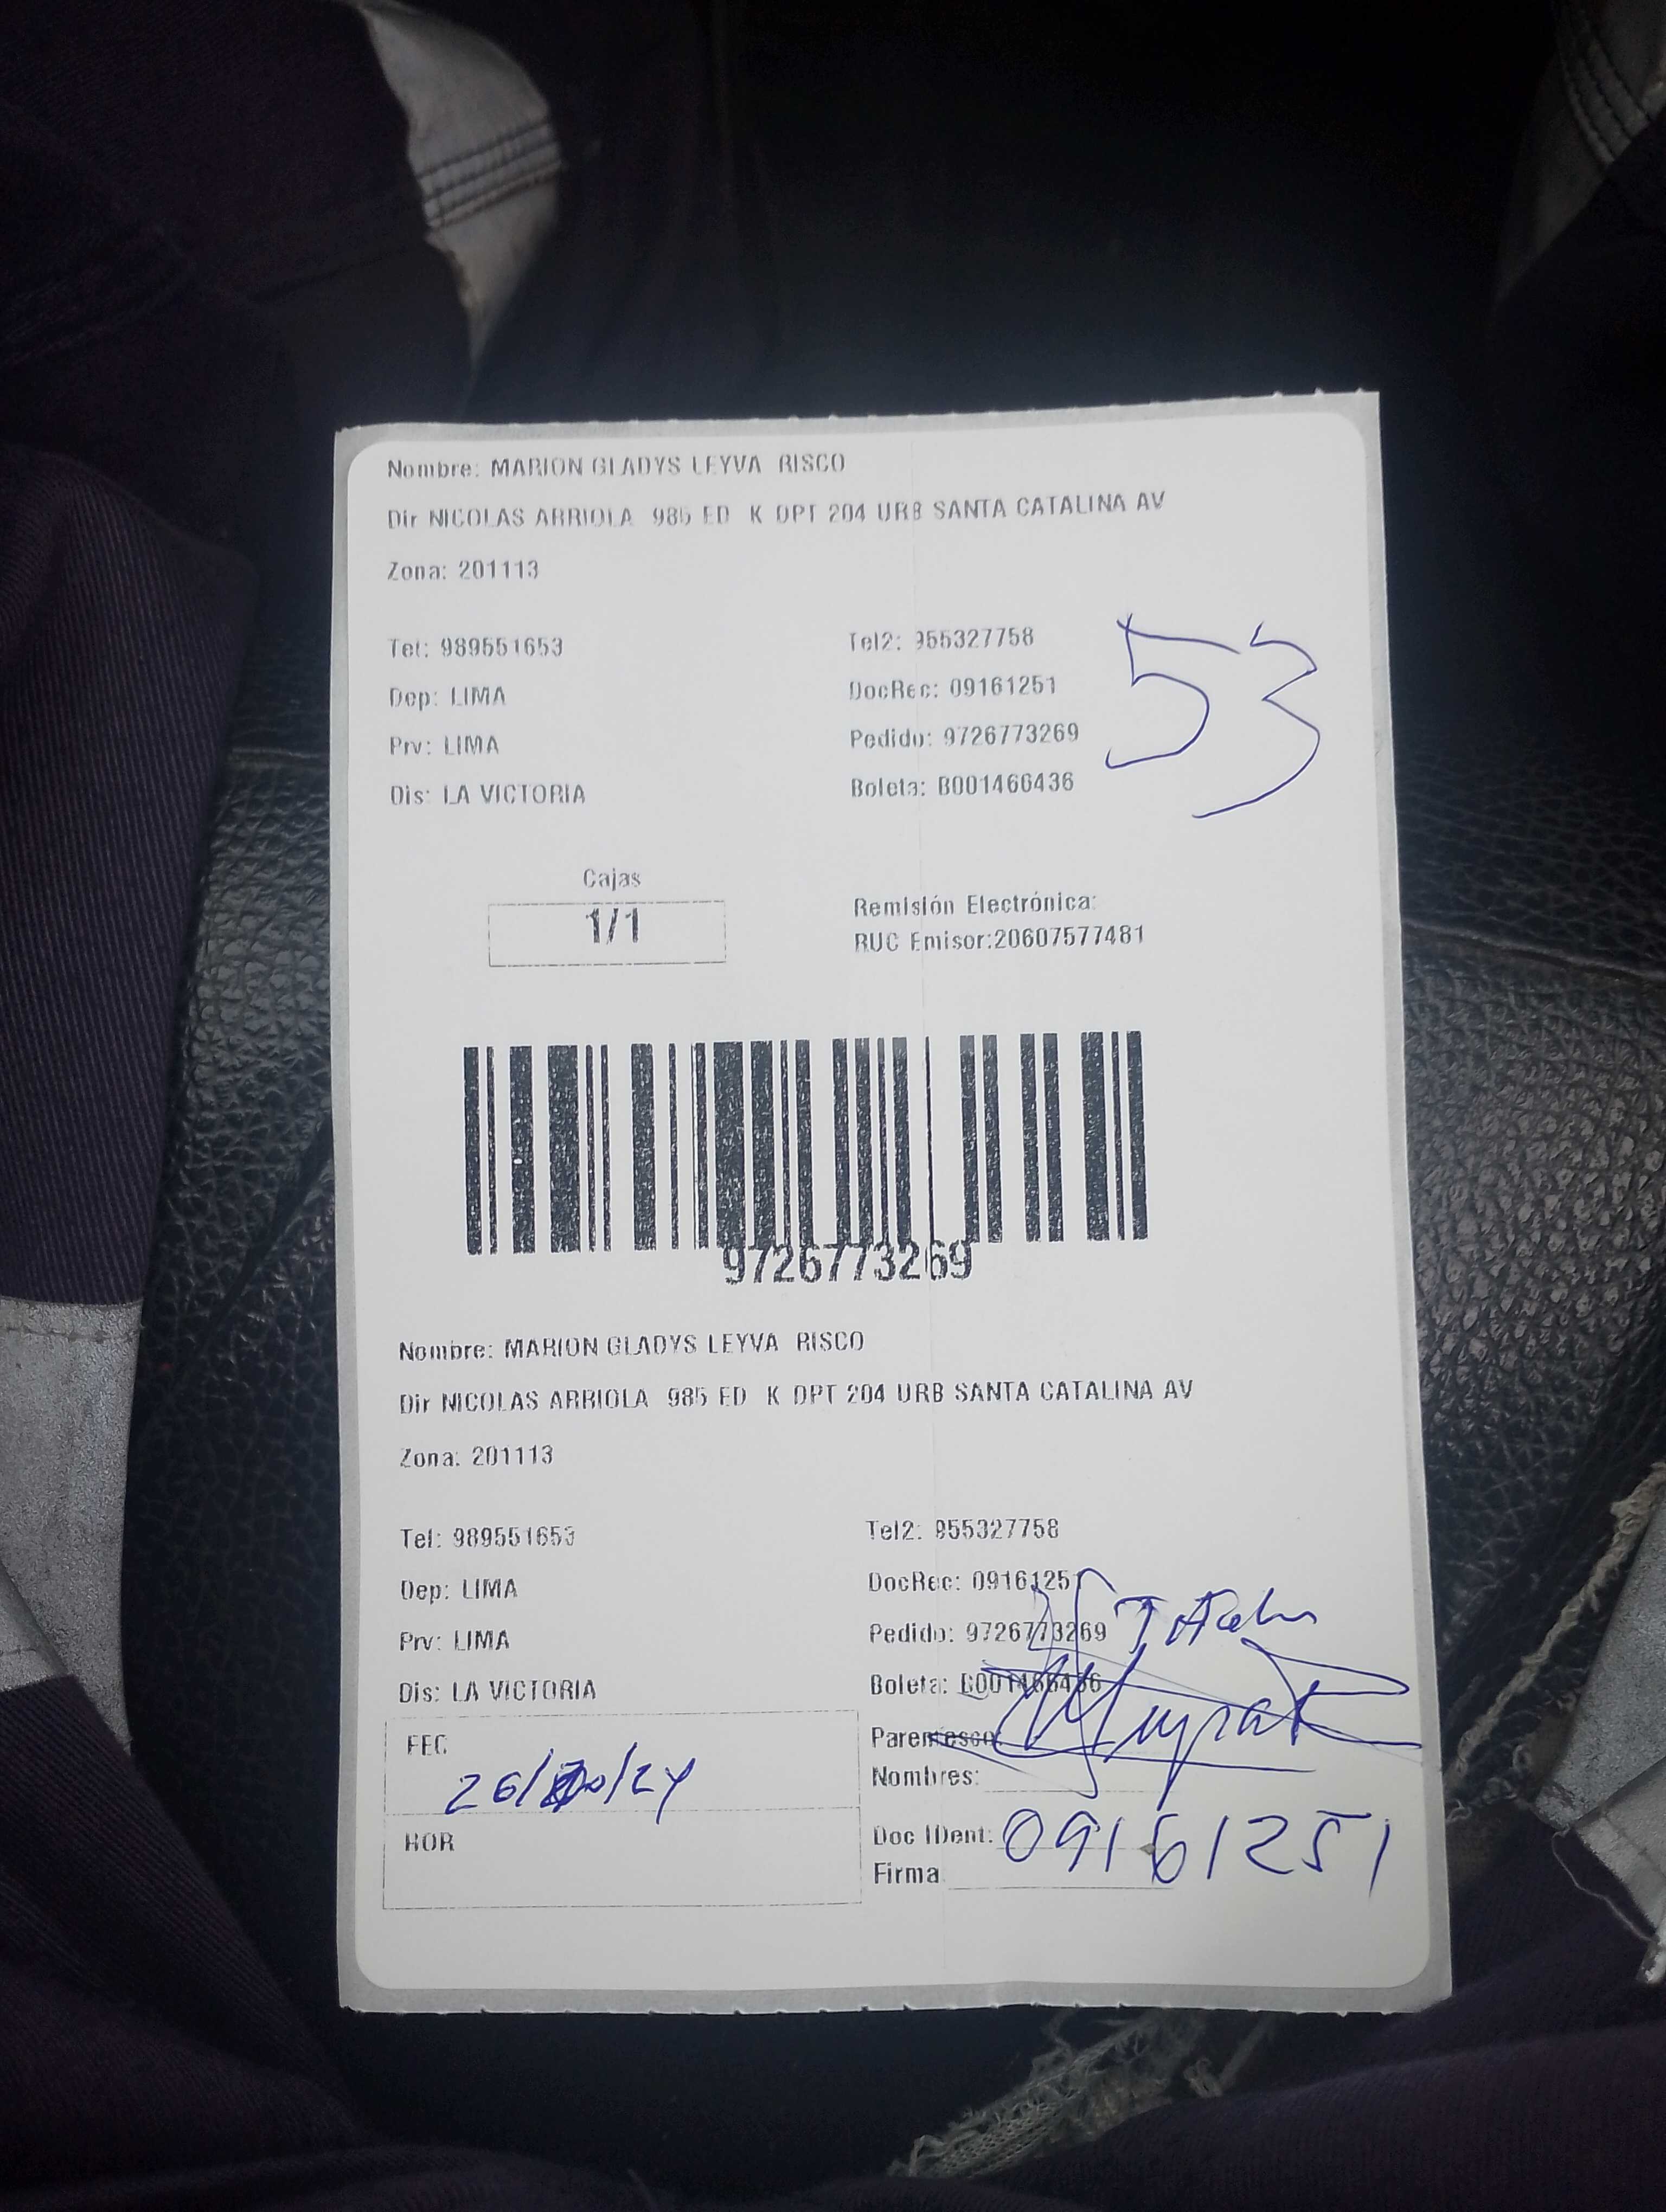 Nombre: MARION GLADYS LEYVA RISCO
Dir NICOLAS ARRIOLA 985 ED K DPT 204 URB SANTA CATALINA AV
Zona: 201113
Tel: 989551653
Tel2: 955327758
Dep: LIMA
DocRec: 09161251
Prv: LIMA
Pedido: 9726773269
Dis: LA VICTORIA
Boleta: B001466436
53
Cajas
1/1
Remisión Electrónica:
RUC Emisor:20607577481
9726773269
Nombre: MARION GLADYS LEYVA RISCO
Dir NICOLAS ARRIOLA 985 ED K DPT 204 URB SANTA CATALINA AV
Zona: 201113
Tel: 989551653
Tel2: 955327758
Dep: LIMA
DocRec: 09161251
Prv: LIMA
Pedido: 9726773269
Dis: LA VICTORIA
Boleta: B001466436
FEC
Parentesco:
Nombres:
HOR
Doc IDent: 09161251
Firma